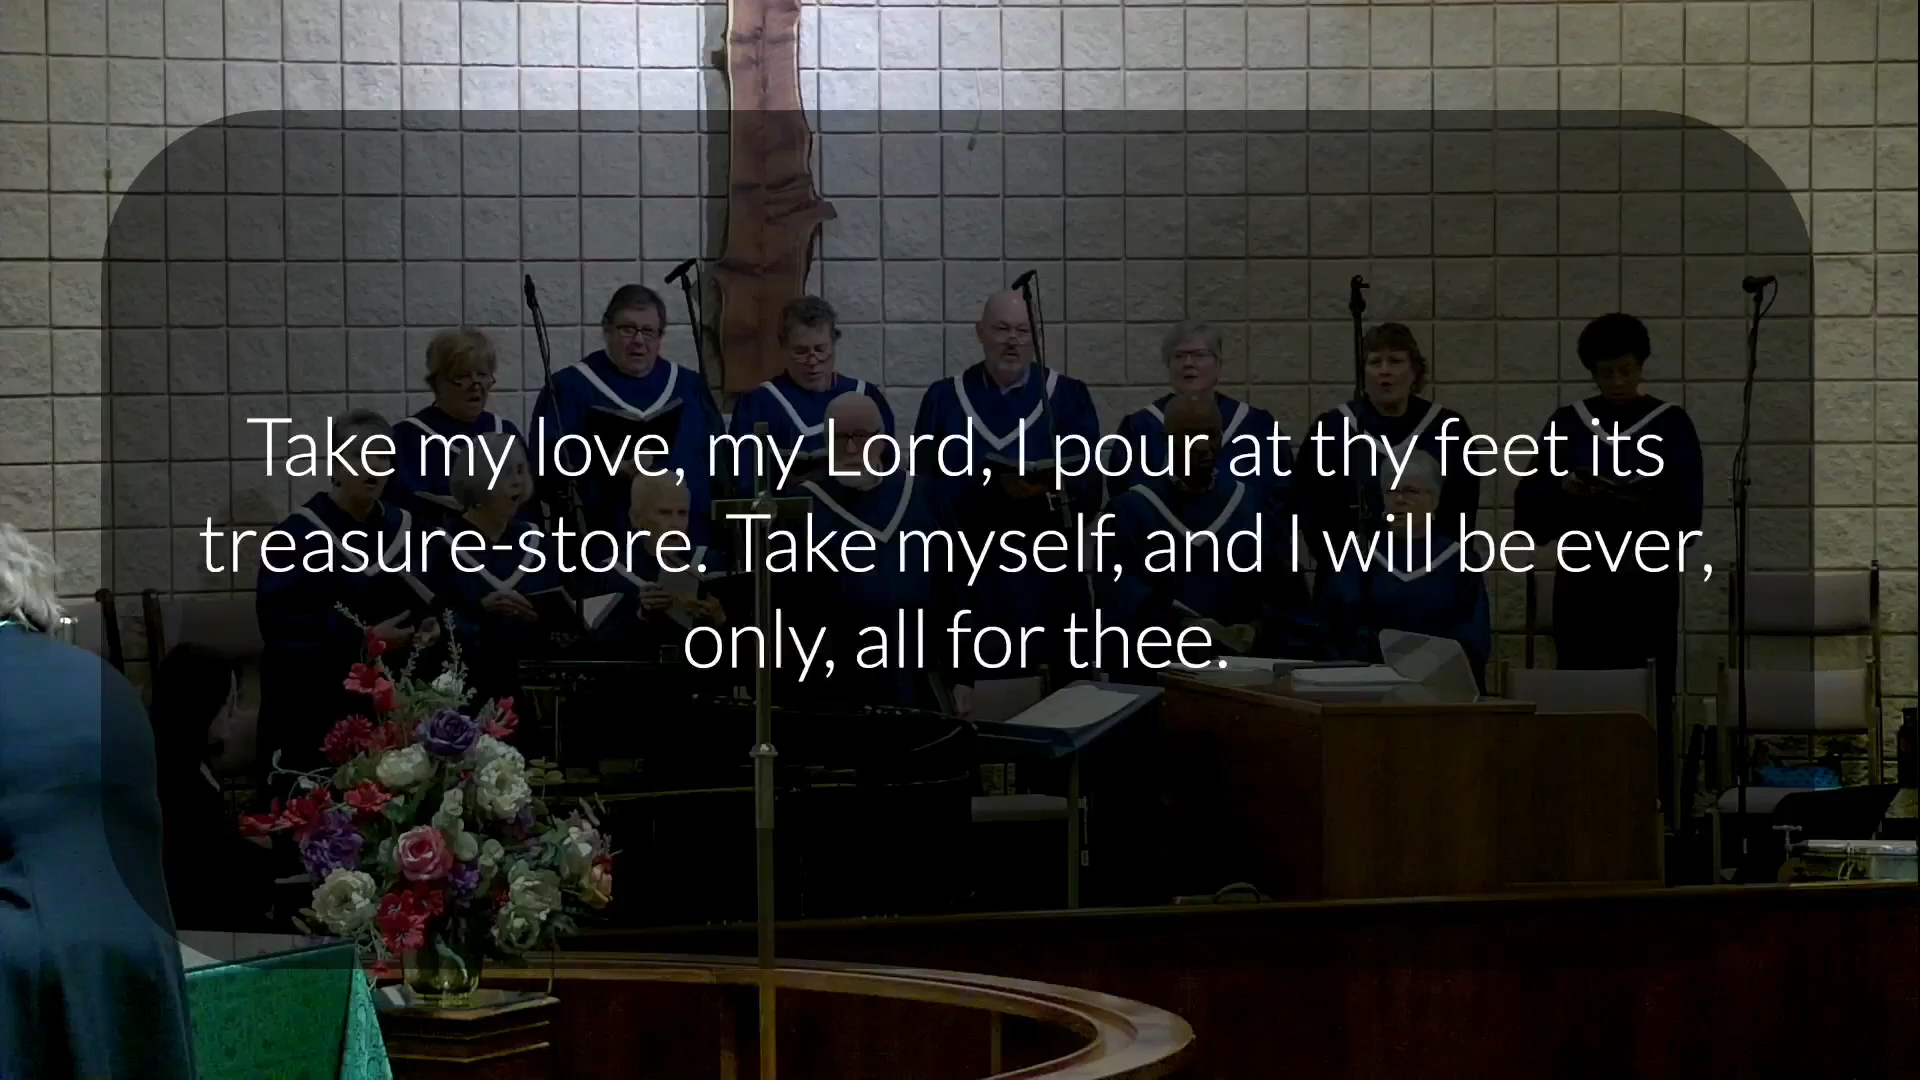 Take my love, my Lord, I pour at thy feet its
treasure-store. Take myself, and I will be ever,
only, all for thee.